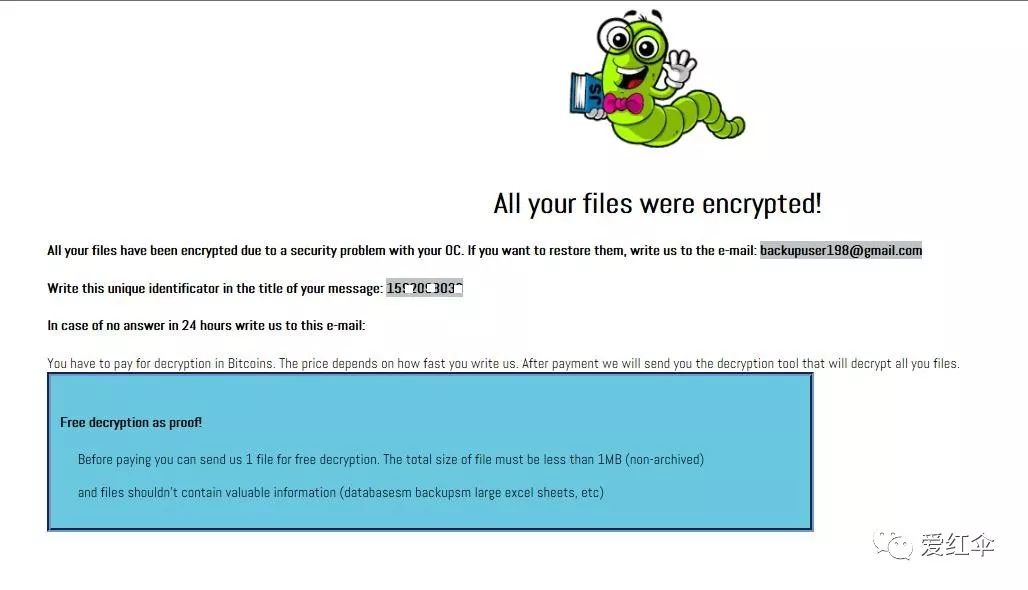 JS
All your files were encrypted!
All your files have been encrypted due to a security problem with your OC. If you want to restore them, write us to the e-mail: backupuser198@gmail.com
Write this unique identificator in the title of your message:
In case of no answer in 24 hours write us to this e-mail:
You have to pay for decryption in Bitcoins. The price depends on how fast you write us. After payment we will send you the decryption tool that will decrypt all you files.
Free decryption as proof!
Before paying you can send us 1 file for free decryption. The total size of file must be less than 1MB (non-archived)
and files shouldn't contain valuable information (databasesm backupsm large excel sheets, etc)
爱红伞